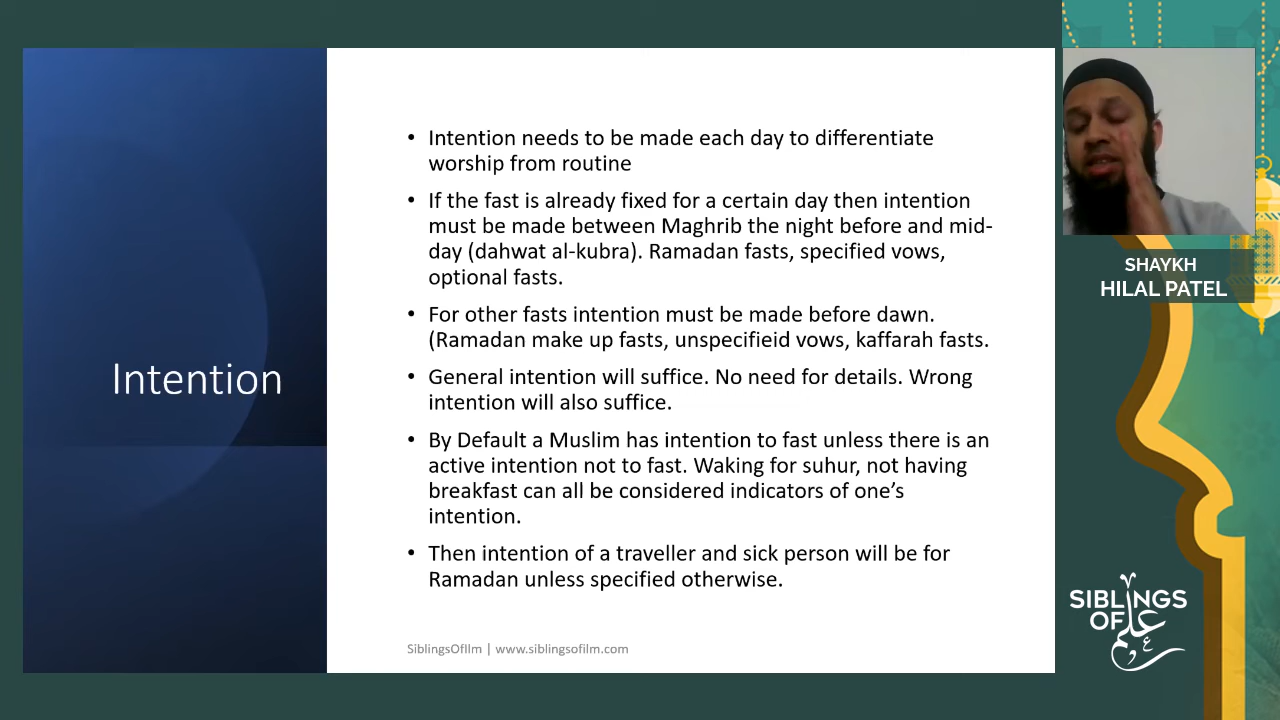 Intention
• Intention needs to be made each day to differentiate
worship from routine
• If the fast is already fixed for a certain day then intention
must be made between Maghrib the night before and mid-
day (dahwat al-kubra). Ramadan fasts, specified vows,
optional fasts.
• For other fasts intention must be made before dawn.
(Ramadan make up fasts, unspecifieid vows, kaffarah fasts.
• General intention will suffice. No need for details. Wrong
intention will also suffice.
• By Default a Muslim has intention to fast unless there is an
active intention not to fast. Waking for suhur, not having
breakfast can all be considered indicators of one’s
intention.
• Then intention of a traveller and sick person will be for
Ramadan unless specified otherwise.
SiblingsOfIlm | www.siblingsofilm.com
SHAYKH
HILAL PATEL
SIBLINGS
OF علم